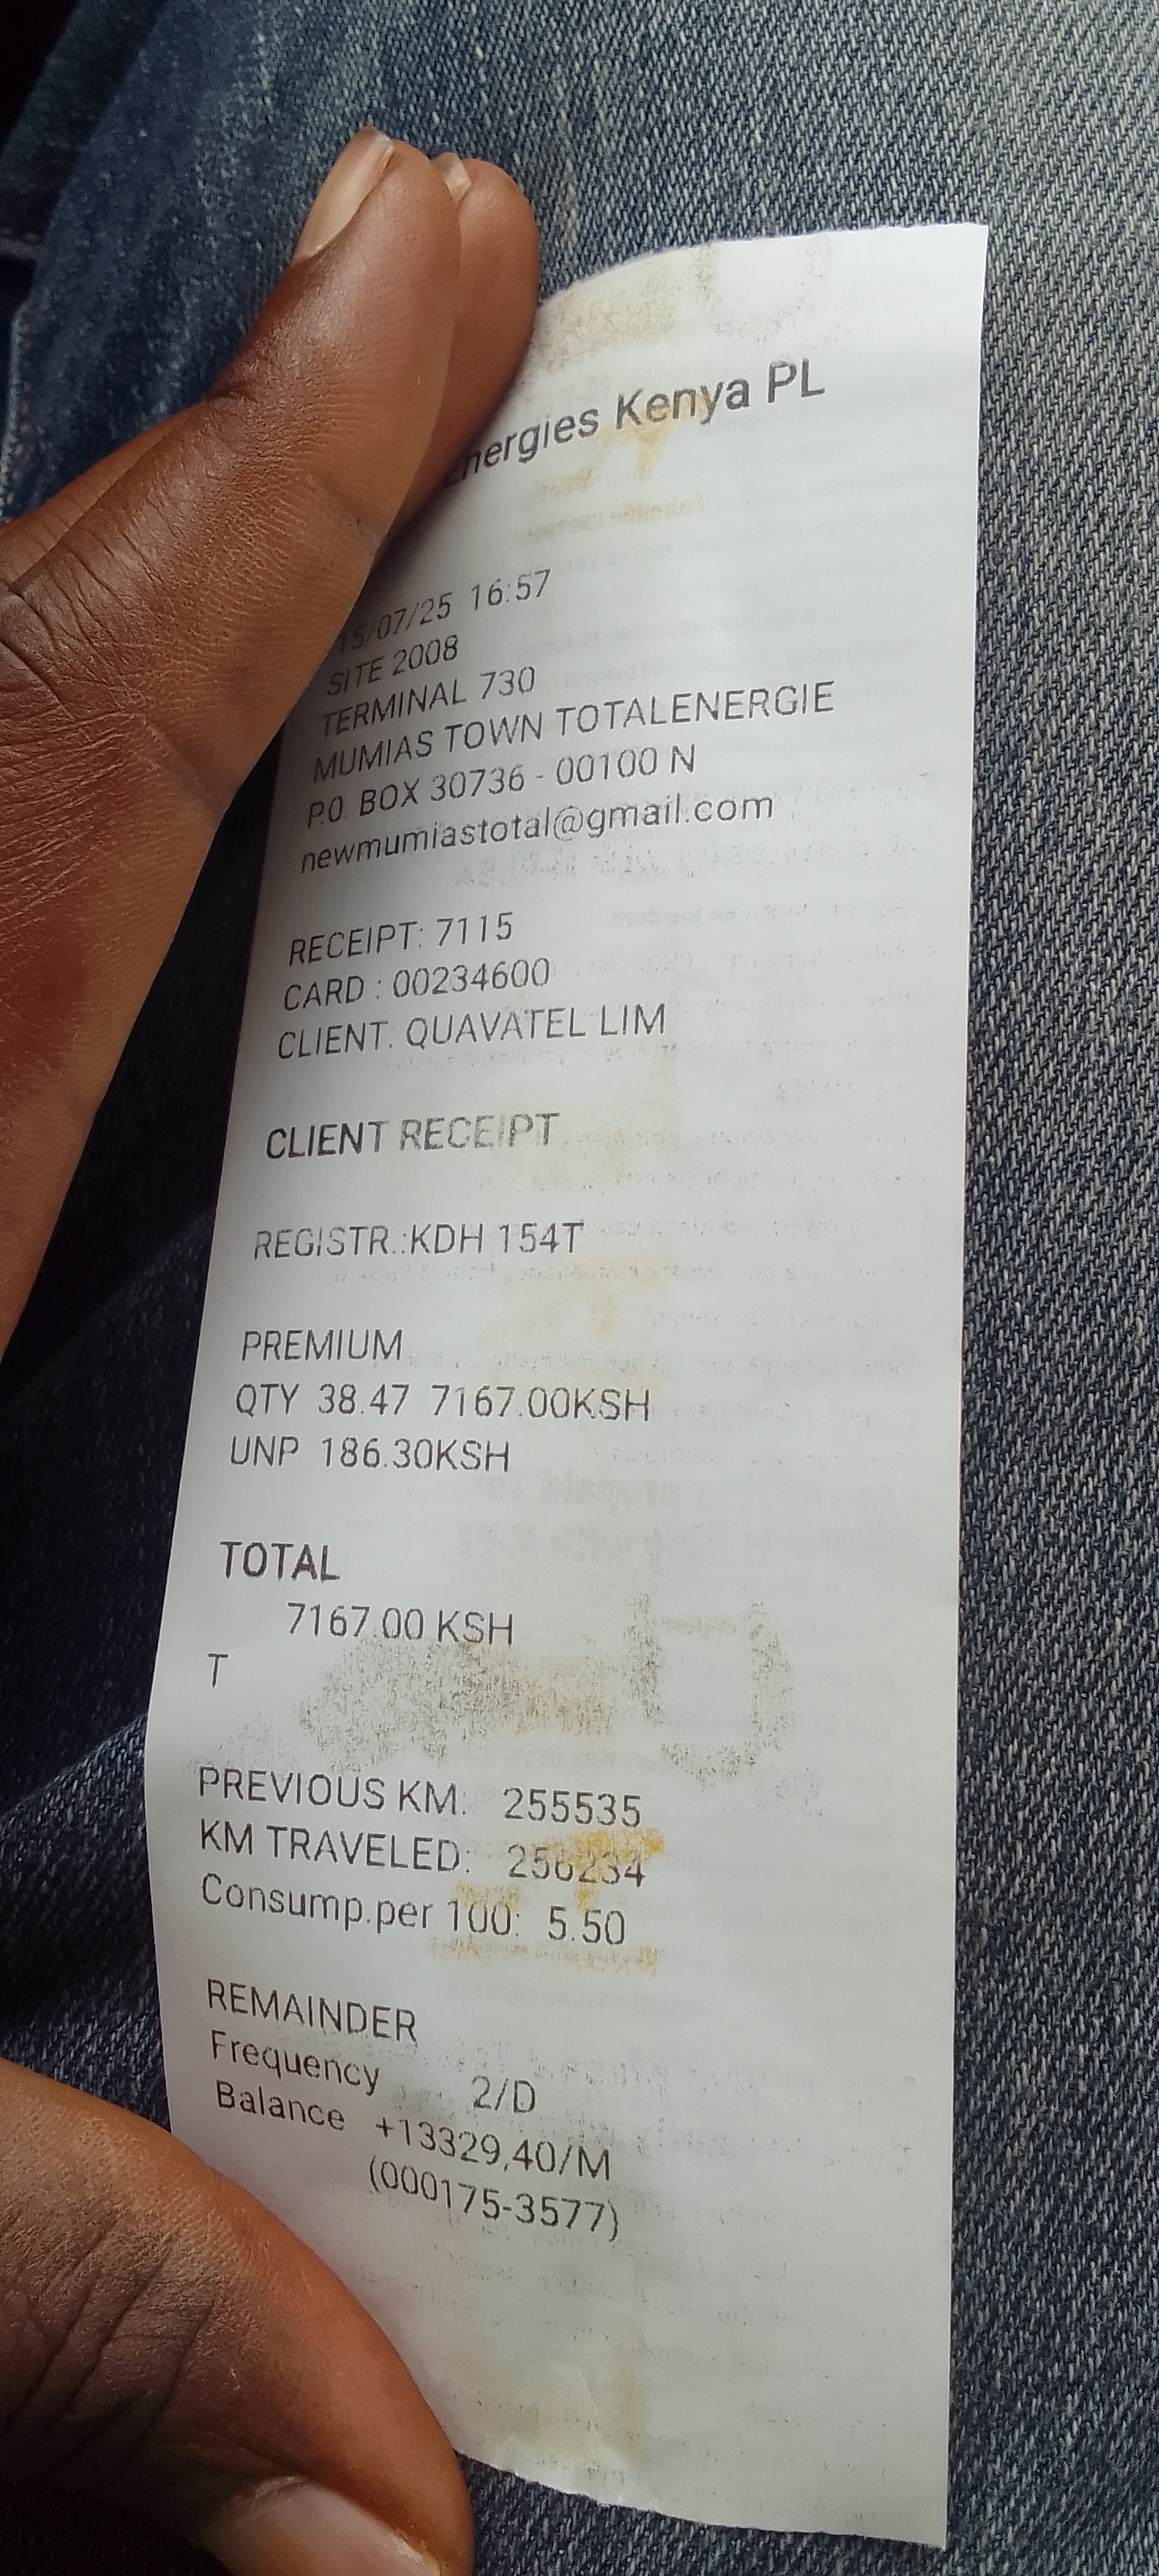 Energies Kenya PL
15/07/25 16:57
SITE 2008
TERMINAL 730
MUMIAS TOWN TOTALENERGIE
P.O. BOX 30736 - 00100 N
newmumiastotal@gmail.com
RECEIPT: 7115
CARD : 00234600
CLIENT: QUAVATEL LIM
CLIENT RECEIPT
REGISTR.:KDH 154T
PREMIUM
QTY 38.47 7167.00KSH
UNP 186.30KSH
TOTAL
7167.00 KSH
T
PREVIOUS KM: 255535
KM TRAVELED: 256234
Consump.per 100: 5.50
REMAINDER
Frequency 2/D
Balance +13329,40/M
(000175-3577)